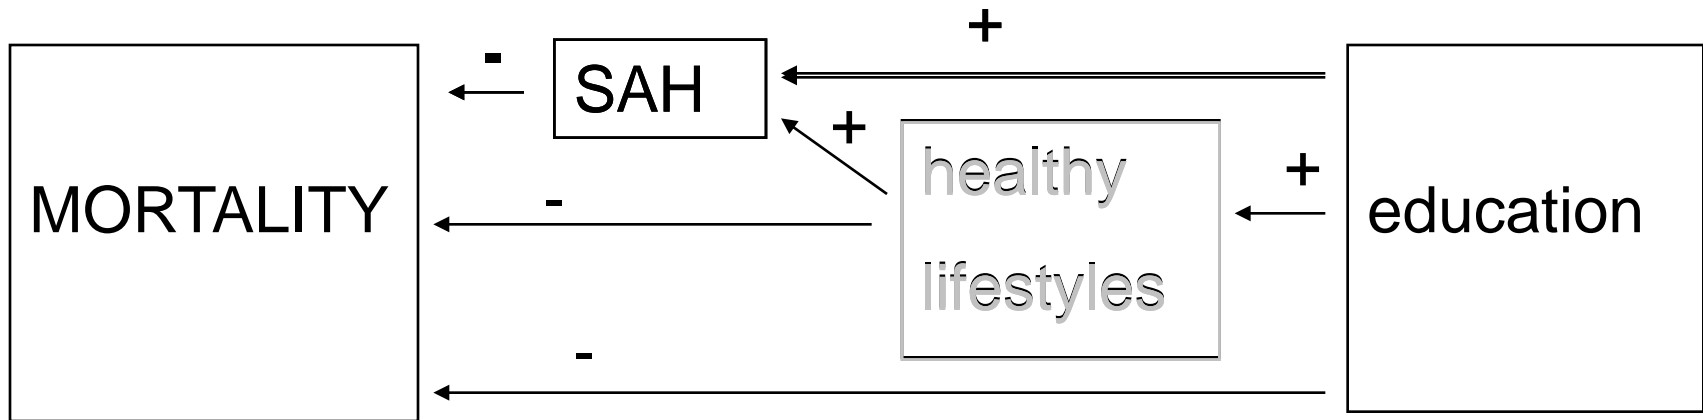 +
-
SAH
+
healthy
+
MORTALITY
-
education
lifestyles
-